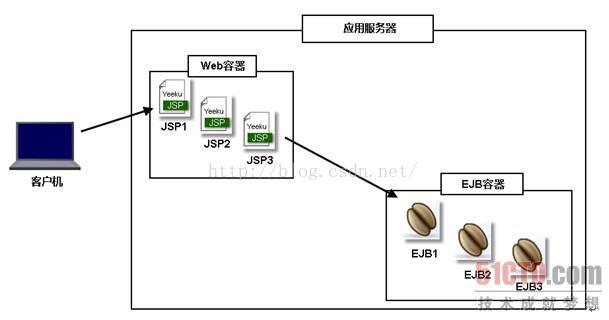 应用服务器
Web容器
Yeeku
JSP
JSP1
Yeeku
JSP
JSP2
Yeeku
JSP
JSP3
客户机
http://blog.csdn.net/
EJB容器
EJB1
EJB2
EJB3
51CTO.com
技术成就梦想